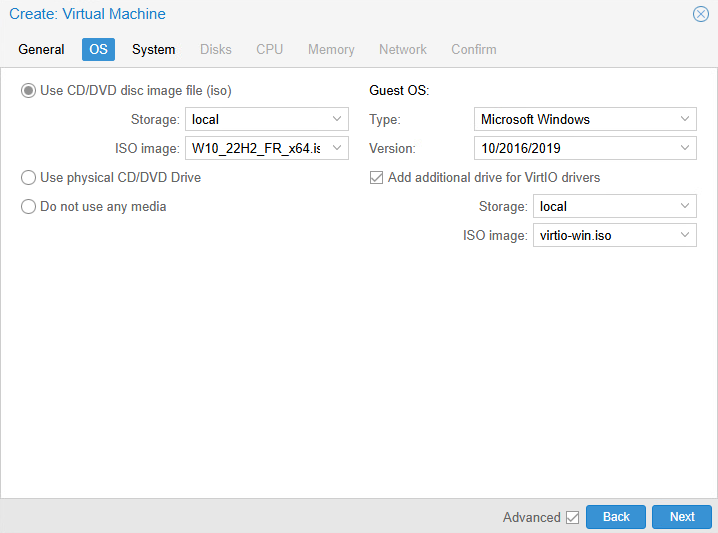 Create: Virtual Machine
General OS System Disks CPU Memory Network Confirm
Use CD/DVD disc image file (iso)
Storage: local
ISO image: W10_22H2_FR_x64.is
Use physical CD/DVD Drive
Do not use any media
Guest OS:
Type: Microsoft Windows
Version: 10/2016/2019
Add additional drive for VirtIO drivers
Storage: local
ISO image: virtio-win.iso
Advanced Back Next